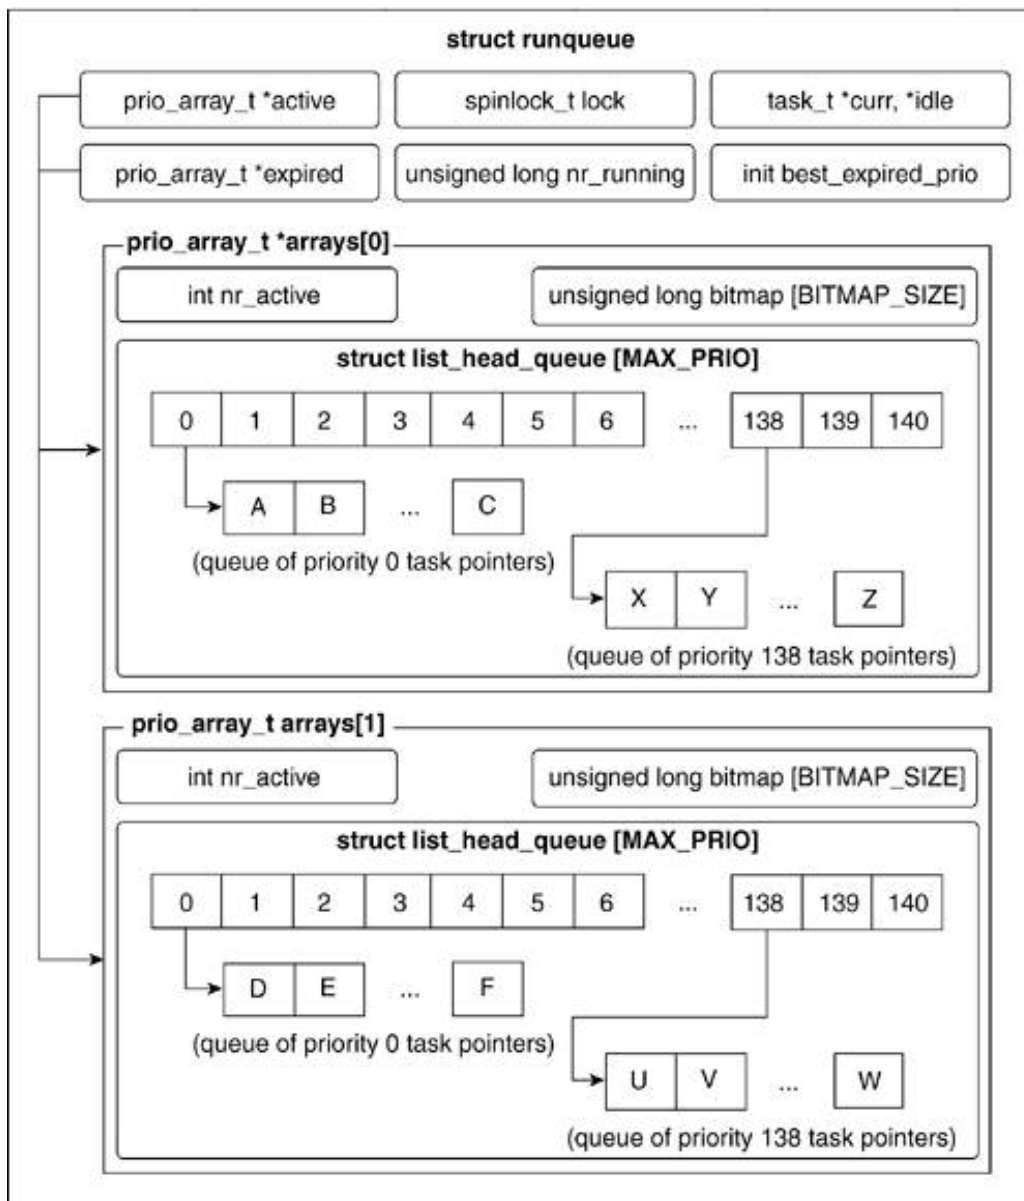 struct runqueue
prio_array_t *active
spinlock_t lock
task_t *curr, *idle
prio_array_t *expired
unsigned long nr_running
init best_expired_prio
prio_array_t *arrays[0]
int nr_active
unsigned long bitmap [BITMAP_SIZE]
struct list_head_queue [MAX_PRIO]
0 1 2 3 4 5 6 ... 138 139 140
A B ... C
(queue of priority 0 task pointers)
X Y ... Z
(queue of priority 138 task pointers)
prio_array_t arrays[1]
int nr_active
unsigned long bitmap [BITMAP_SIZE]
struct list_head_queue [MAX_PRIO]
0 1 2 3 4 5 6 ... 138 139 140
D E ... F
(queue of priority 0 task pointers)
U V ... W
(queue of priority 138 task pointers)